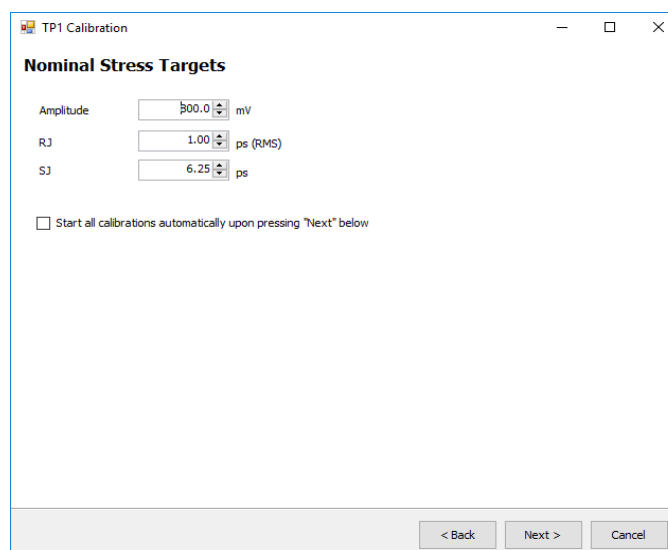 TP1 Calibration
Nominal Stress Targets
Amplitude 800.0 mV
RJ 1.00 ps (RMS)
SJ 6.25 ps
Start all calibrations automatically upon pressing "Next" below
< Back Next > Cancel